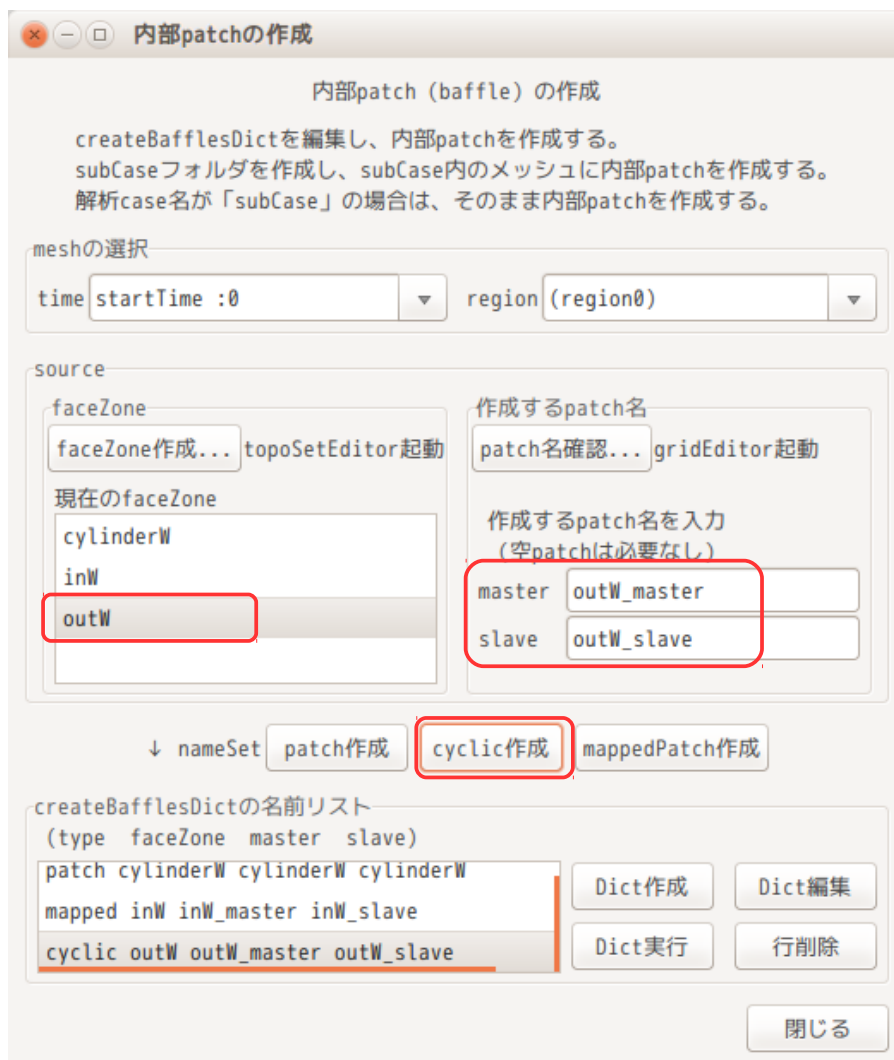 内部patchの作成
内部patch (baffle) の作成
createBafflesDictを編集し、内部patchを作成する。
subCaseフォルダを作成し、subCase内のメッシュに内部patchを作成する。
解析case名が「subCase」の場合は、そのまま内部patchを作成する。
meshの選択
time startTime :0 region (region0)
source
faceZone
faceZone作成... topoSetEditor起動
現在のfaceZone
cylinderW
inW
outW
作成するpatch名
patch名確認... gridEditor起動
作成するpatch名を入力
(空patchは必要なし)
master outW_master
slave outW_slave
↓ nameSet patch作成 cyclic作成 mappedPatch作成
createBafflesDictの名前リスト
(type faceZone master slave)
patch cylinderW cylinderW cylinderW
mapped inW inW_master inW_slave
cyclic outW outW_master outW_slave
Dict作成 Dict編集
Dict実行 行削除
閉じる